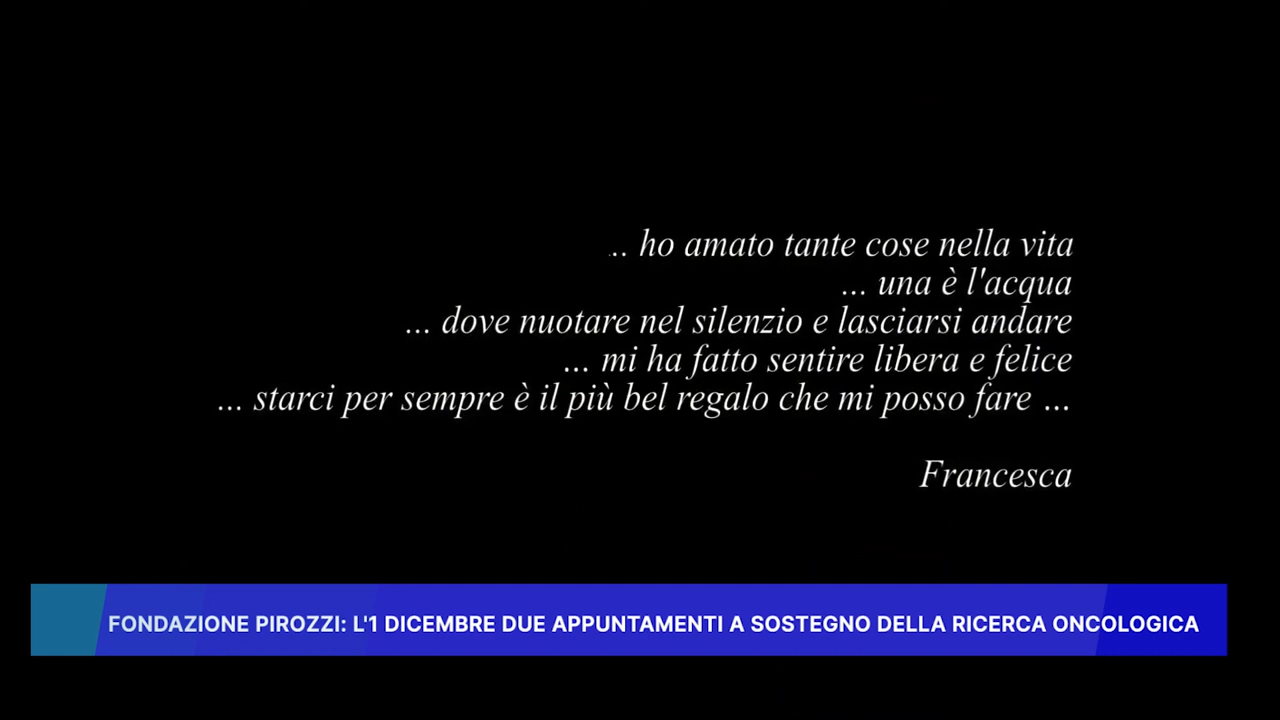 ... ho amato tante cose nella vita
... una è l'acqua
... dove nuotare nel silenzio e lasciarsi andare
... mi ha fatto sentire libera e felice
... starci per sempre è il più bel regalo che mi posso fare ...
Francesca
FONDAZIONE PIROZZI: L'1 DICEMBRE DUE APPUNTAMENTI A SOSTEGNO DELLA RICERCA ONCOLOGICA